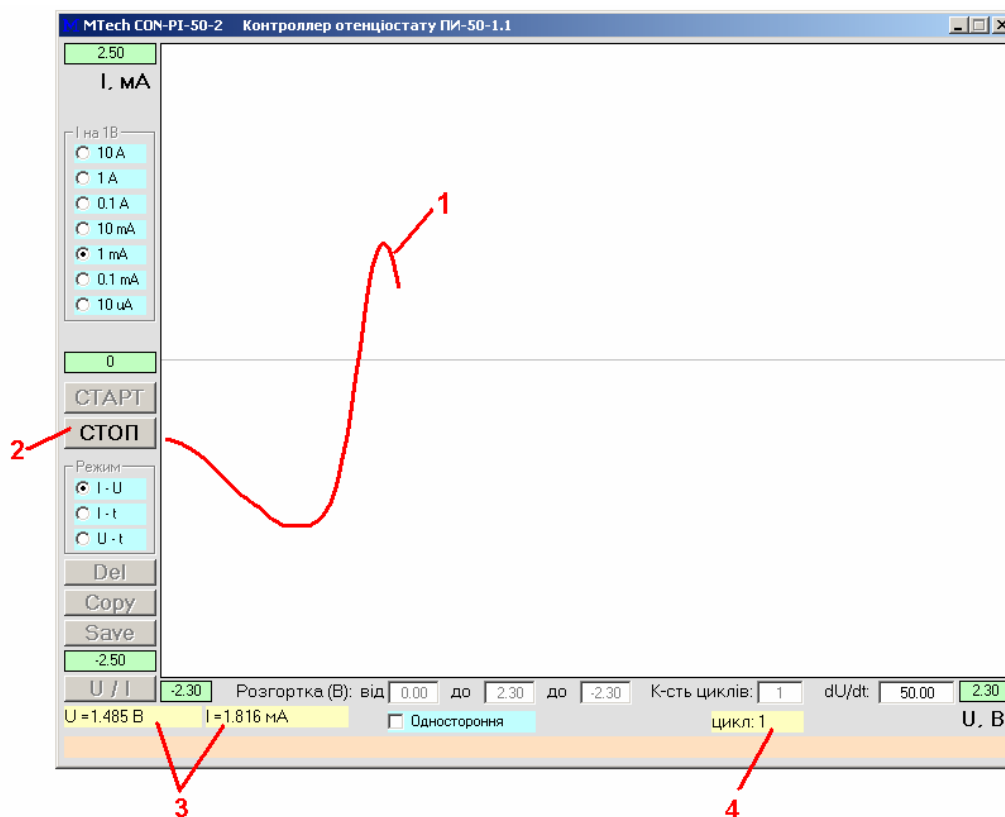 MTech CON-PI-50-2 Контроллер отенціостату ПИ-50-1.1
2.50
I, мА
I на 1В
10 A
1 A
0.1 A
10 mA
1 mA
0.1 mA
10 uA
1
0
СТАРТ
СТОП
2
Режим
I - U
I - t
U - t
Del
Copy
Save
-2.50
U / I
-2.30 Розгортка (В): від 0.00 до 2.30 до -2.30 К-сть циклів: 1 dU/dt: 50.00 2.30
U =1.485 В I =1.816 мА Одностороння цикл: 1 U, В
3 4